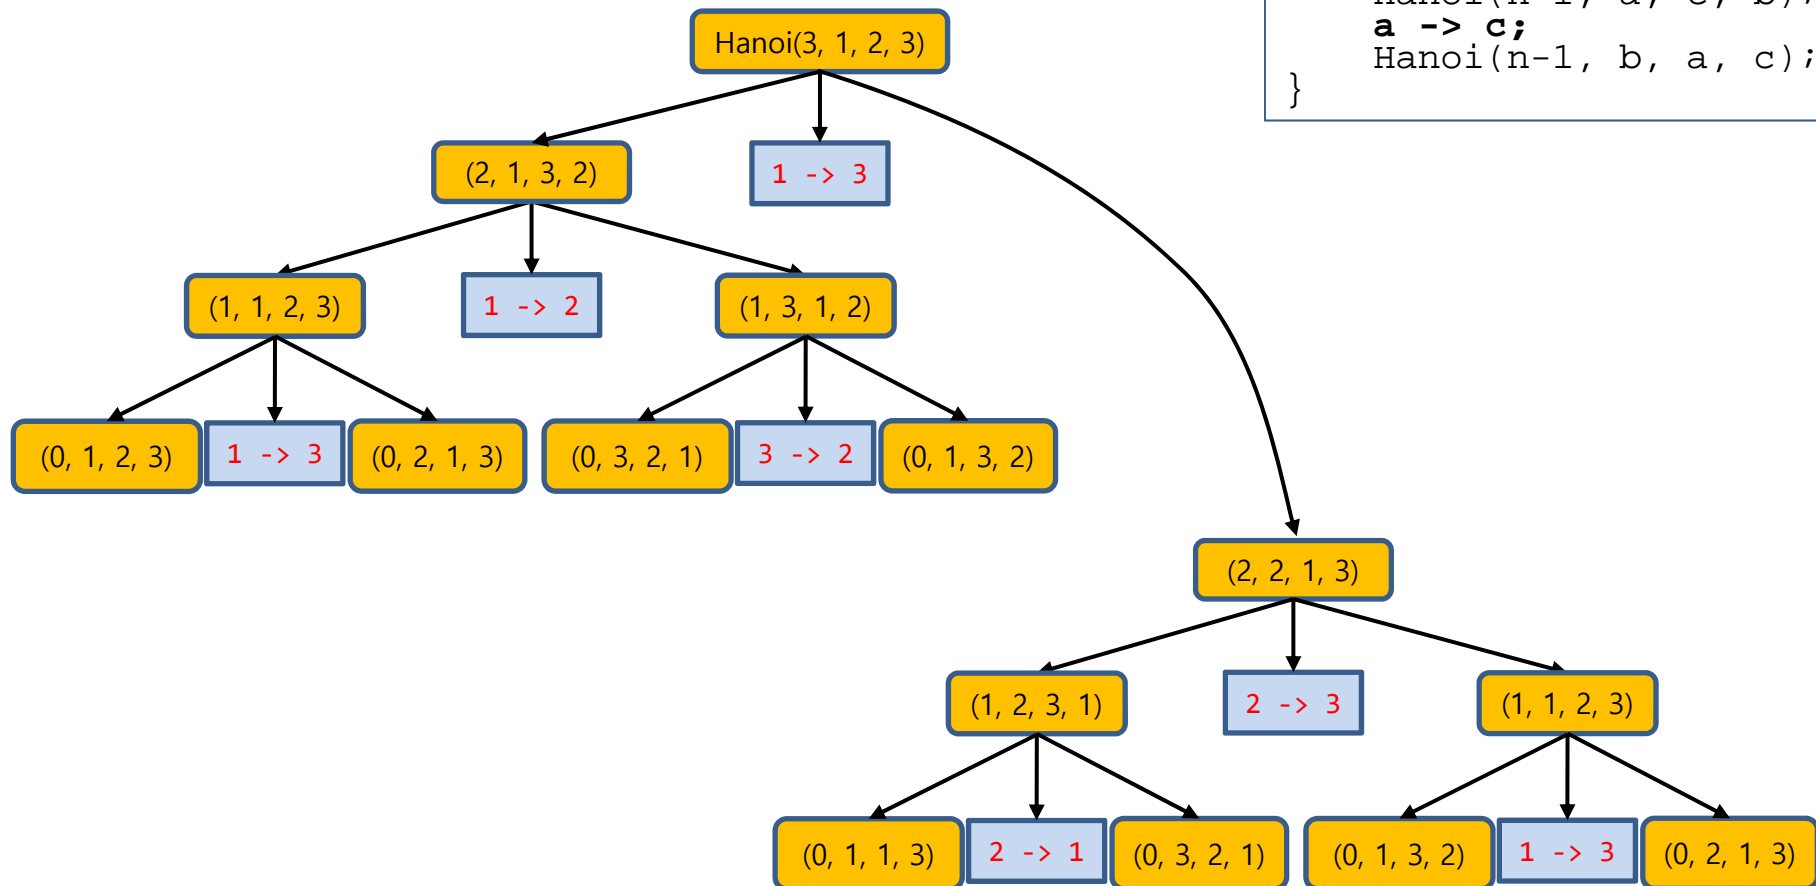 Hanoi(n-1, a, c, b);
a -> c;
Hanoi(n-1, b, a, c);
}
Hanoi(3, 1, 2, 3)
(2, 1, 3, 2)
1 -> 3
(1, 1, 2, 3)
1 -> 2
(1, 3, 1, 2)
(0, 1, 2, 3)
1 -> 3
(0, 2, 1, 3)
(0, 3, 2, 1)
3 -> 2
(0, 1, 3, 2)
(2, 2, 1, 3)
(1, 2, 3, 1)
2 -> 3
(1, 1, 2, 3)
(0, 1, 1, 3)
2 -> 1
(0, 3, 2, 1)
(0, 1, 3, 2)
1 -> 3
(0, 2, 1, 3)